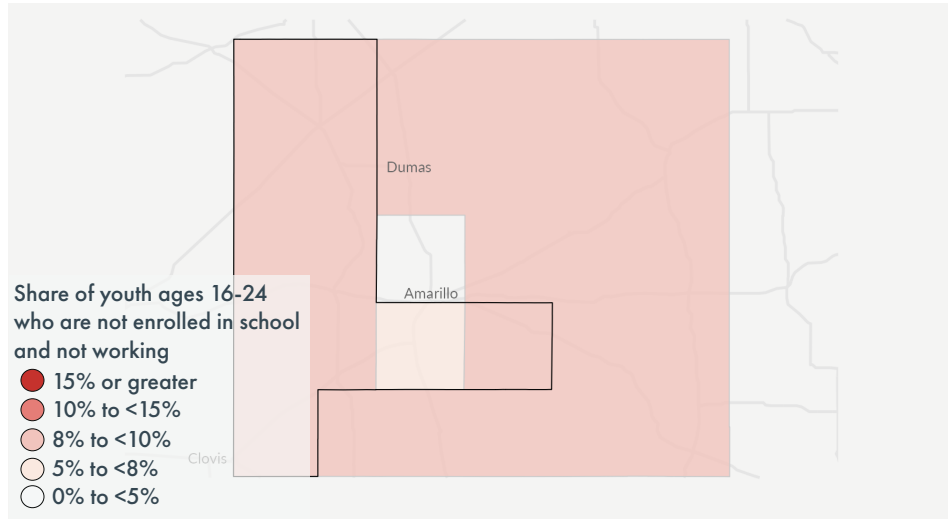 Dumas
Amarillo
Share of youth ages 16-24
who are not enrolled in school
and not working
15% or greater
10% to <15%
8% to <10%
5% to <8%
0% to <5%
Clovis